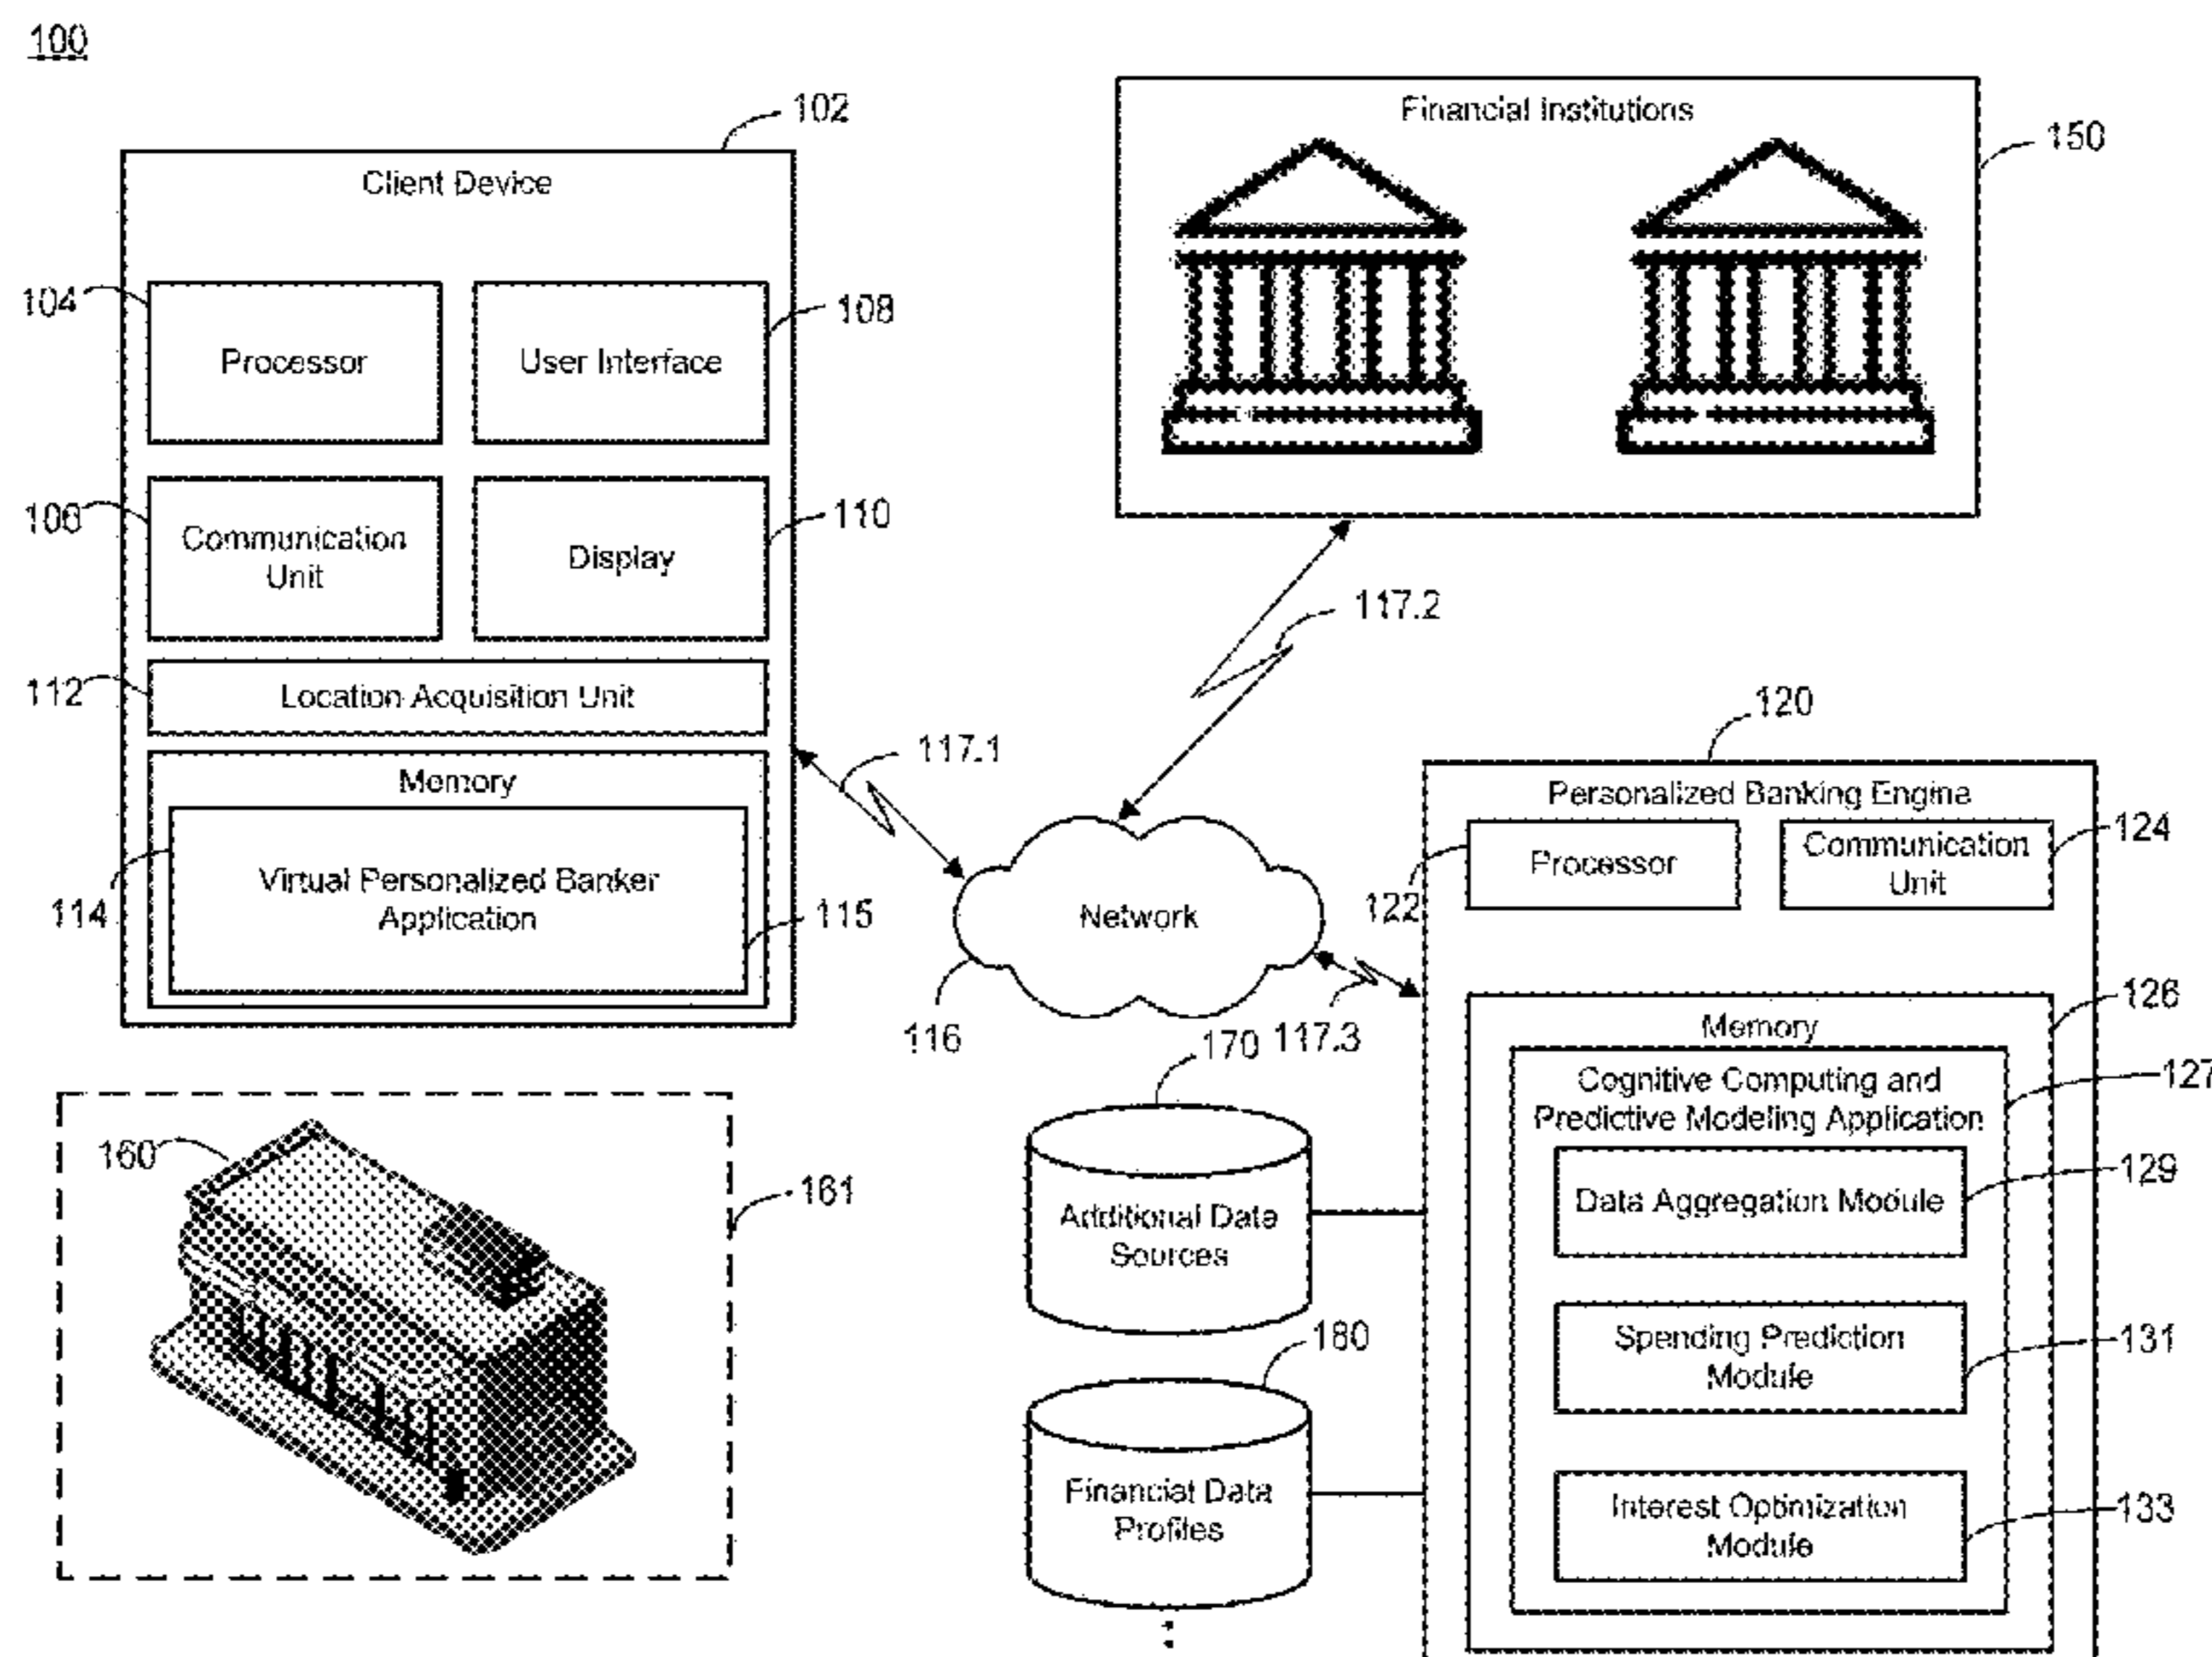 100
102
Client Device
104
Processor
User Interface
108
106
Communication
Unit
Display
110
112
Location Acquisition Unit
Memory
114
Virtual Personalized Banker
Application
115
Financial Institutions
150
117.1
117.2
Network
116
117.3
120
Personalized Banking Engine
122
Processor
Communication
Unit
124
126
Memory
127
Cognitive Computing and
Predictive Modeling Application
Data Aggregation Module
129
Spending Prediction
Module
131
Interest Optimization
Module
133
160
161
170
Additional Data
Sources
180
Financial Data
Profiles